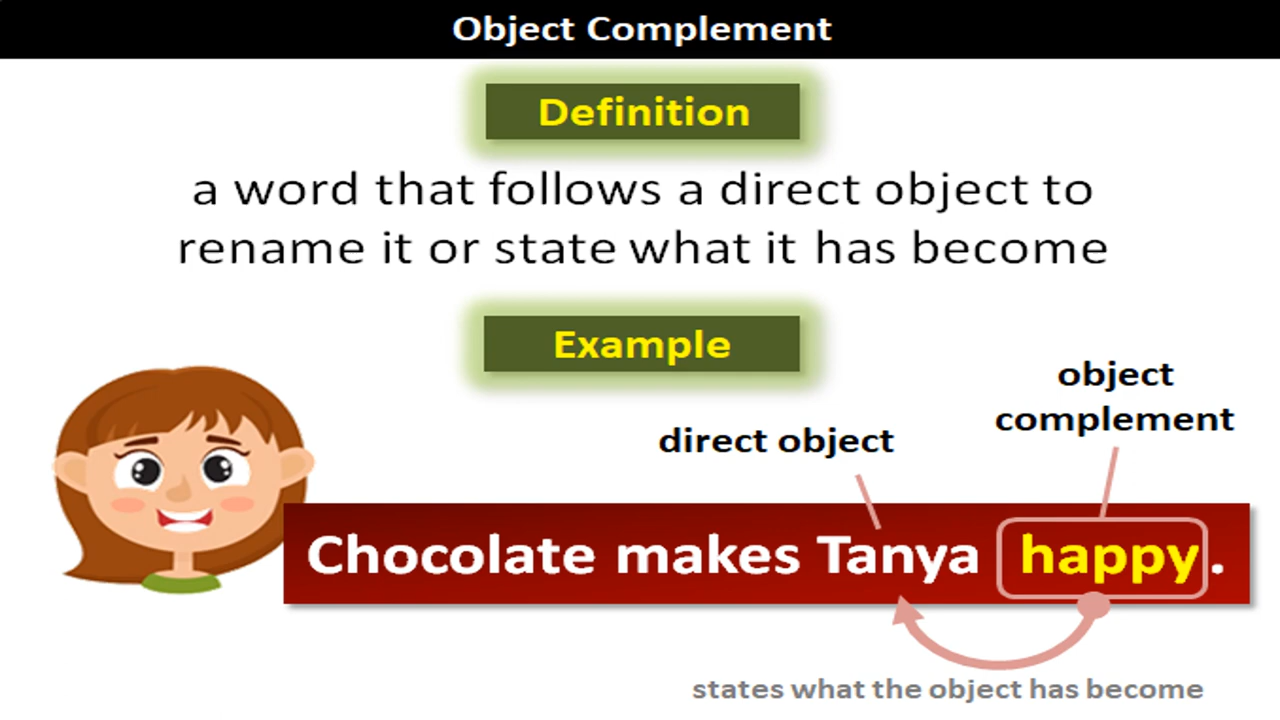 Object Complement
Definition
a word that follows a direct object to
rename it or state what it has become
Example
object
complement
direct object
Chocolate makes Tanya happy.
states what the object has become